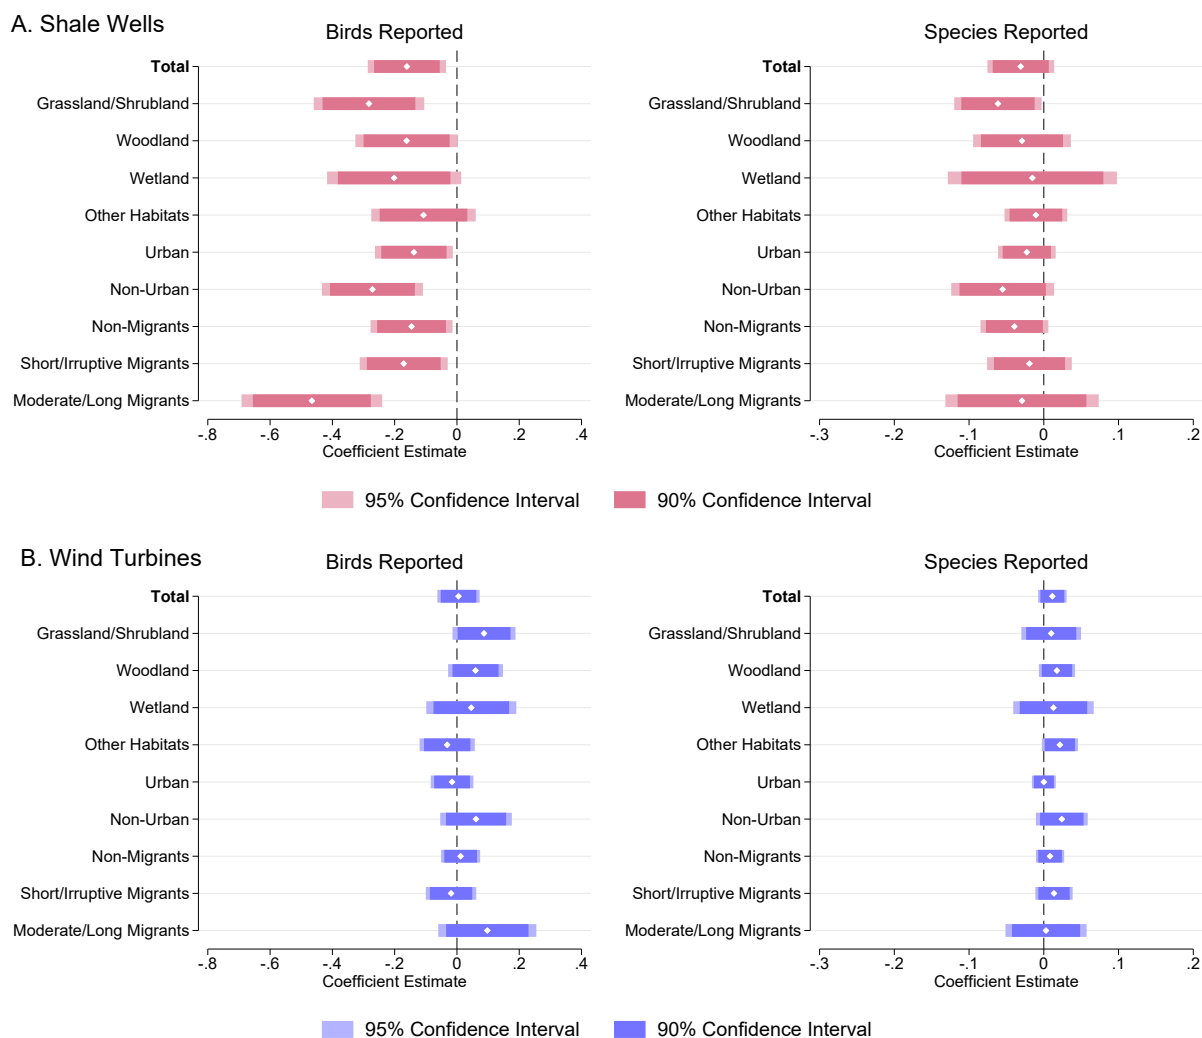 A. Shale Wells
Birds Reported
Total
Grassland/Shrubland
Woodland
Wetland
Other Habitats
Urban
Non-Urban
Non-Migrants
Short/Irruptive Migrants
Moderate/Long Migrants
-.8 -.6 -.4 -.2 0 .2 .4
Coefficient Estimate
Species Reported
Total
Grassland/Shrubland
Woodland
Wetland
Other Habitats
Urban
Non-Urban
Non-Migrants
Short/Irruptive Migrants
Moderate/Long Migrants
-.3 -.2 -.1 0 .1 .2
Coefficient Estimate
95% Confidence Interval 90% Confidence Interval
B. Wind Turbines
Birds Reported
Total
Grassland/Shrubland
Woodland
Wetland
Other Habitats
Urban
Non-Urban
Non-Migrants
Short/Irruptive Migrants
Moderate/Long Migrants
-.8 -.6 -.4 -.2 0 .2 .4
Coefficient Estimate
Species Reported
Total
Grassland/Shrubland
Woodland
Wetland
Other Habitats
Urban
Non-Urban
Non-Migrants
Short/Irruptive Migrants
Moderate/Long Migrants
-.3 -.2 -.1 0 .1 .2
Coefficient Estimate
95% Confidence Interval 90% Confidence Interval